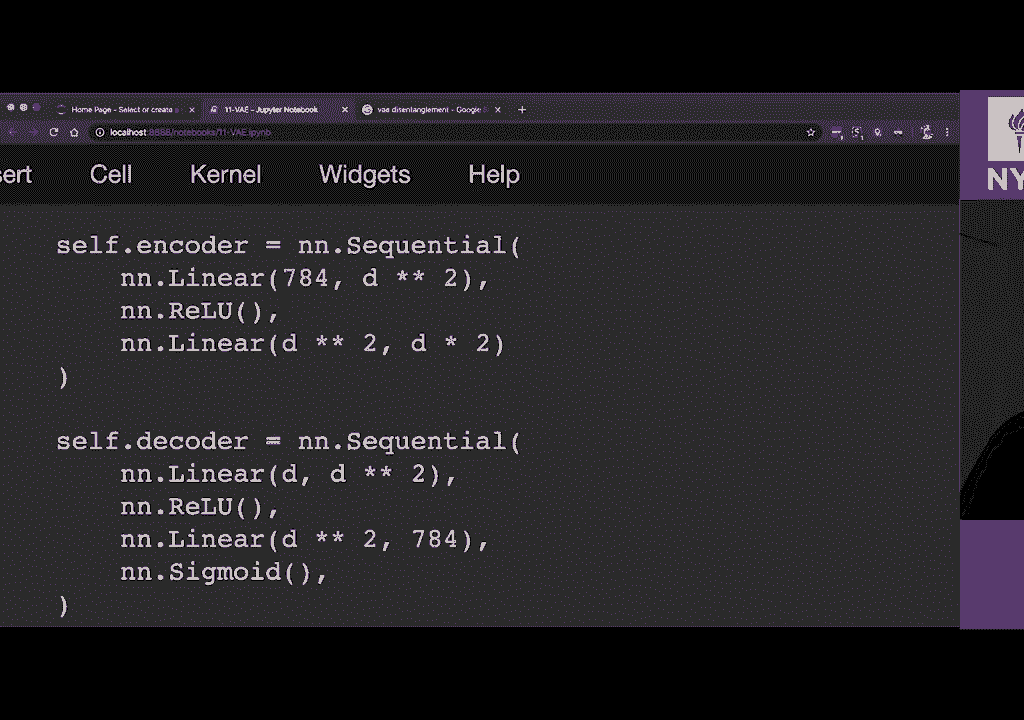 Home Page - Select or create
11-VAE - Jupyter Notebook
vae disentanglement - Google S
localhost:8888/notebooks/11-VAE.ipynb
sert Cell Kernel Widgets Help
NY
self.encoder = nn.Sequential(
nn.Linear(784, d ** 2),
nn.ReLU(),
nn.Linear(d ** 2, d * 2)
)
self.decoder = nn.Sequential(
nn.Linear(d, d ** 2),
nn.ReLU(),
nn.Linear(d ** 2, 784),
nn.Sigmoid(),
)